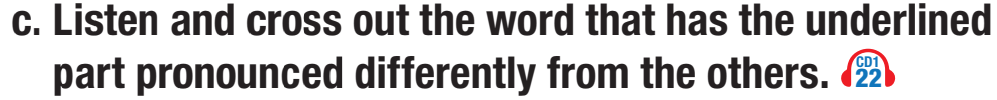 c. Listen and cross out the word that has the underlined
part pronounced differently from the others. CD1 22